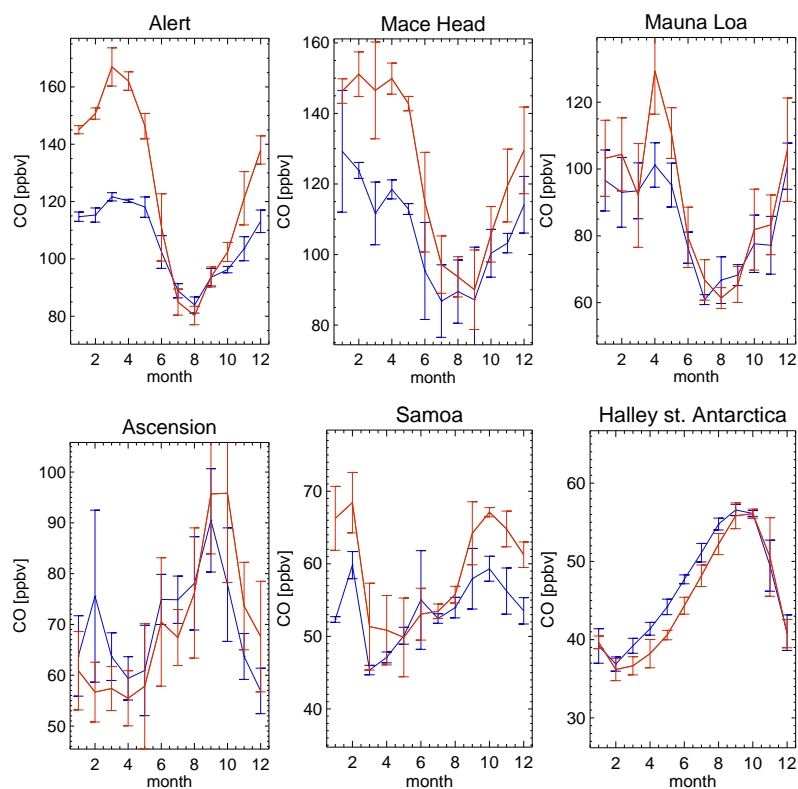 Alert
Mace Head
Mauna Loa
CO [ppbv]
160
140
120
100
80
2 4 6 8 10 12
month
CO [ppbv]
160
140
120
100
80
2 4 6 8 10 12
month
CO [ppbv]
120
100
80
60
2 4 6 8 10 12
month
Ascension
Samoa
Halley st. Antarctica
CO [ppbv]
100
90
80
70
60
50
2 4 6 8 10 12
month
CO [ppbv]
70
60
50
40
2 4 6 8 10 12
month
CO [ppbv]
60
50
40
30
2 4 6 8 10 12
month